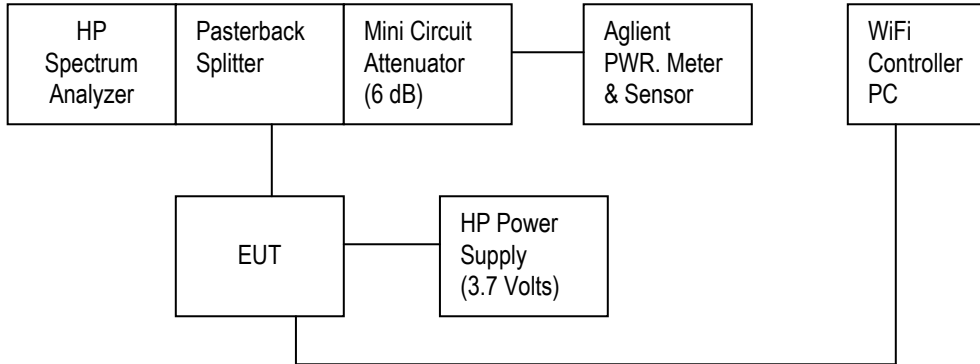 HP
Spectrum
Analyzer
Pasterback
Splitter
Mini Circuit
Attenuator
(6 dB)
Aglient
PWR. Meter
& Sensor
WiFi
Controller
PC
EUT
HP Power
Supply
(3.7 Volts)